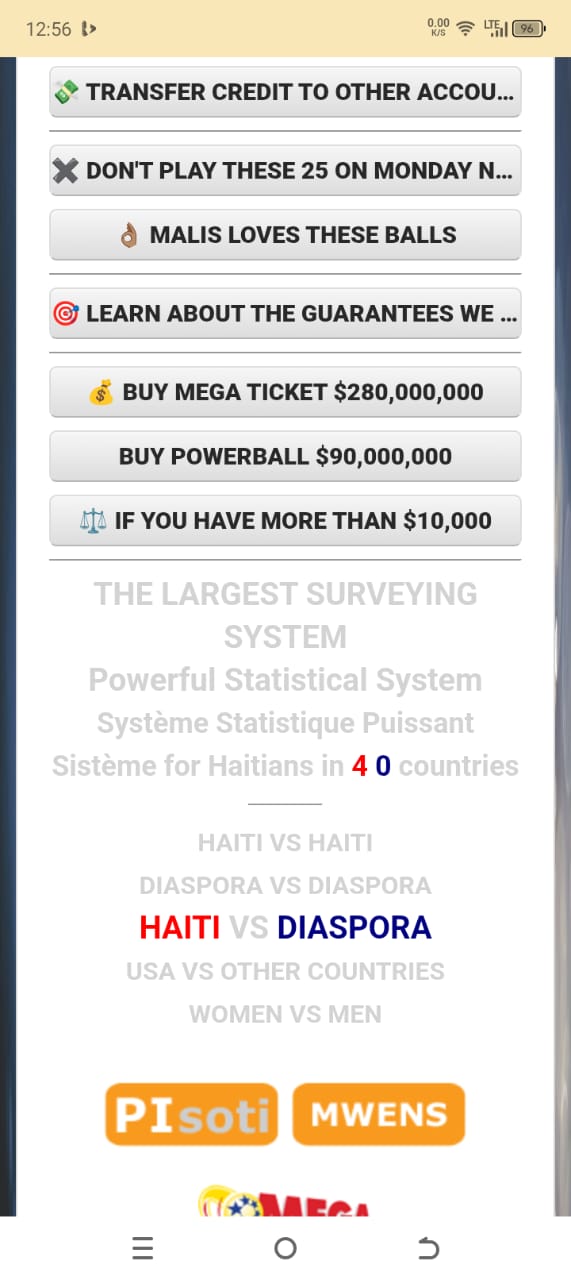 12:56
0.00 K/S LTE 96
💸 TRANSFER CREDIT TO OTHER ACCOU...
✖ DON'T PLAY THESE 25 ON MONDAY N...
👌🏽 MALIS LOVES THESE BALLS
🎯 LEARN ABOUT THE GUARANTEES WE ...
💰 BUY MEGA TICKET $280,000,000
BUY POWERBALL $90,000,000
⚖️ IF YOU HAVE MORE THAN $10,000
THE LARGEST SURVEYING
SYSTEM
Powerful Statistical System
Système Statistique Puissant
Sistème for Haitians in 4 0 countries
HAITI VS HAITI
DIASPORA VS DIASPORA
HAITI VS DIASPORA
USA VS OTHER COUNTRIES
WOMEN VS MEN
PIsoti MWENS
MEGA